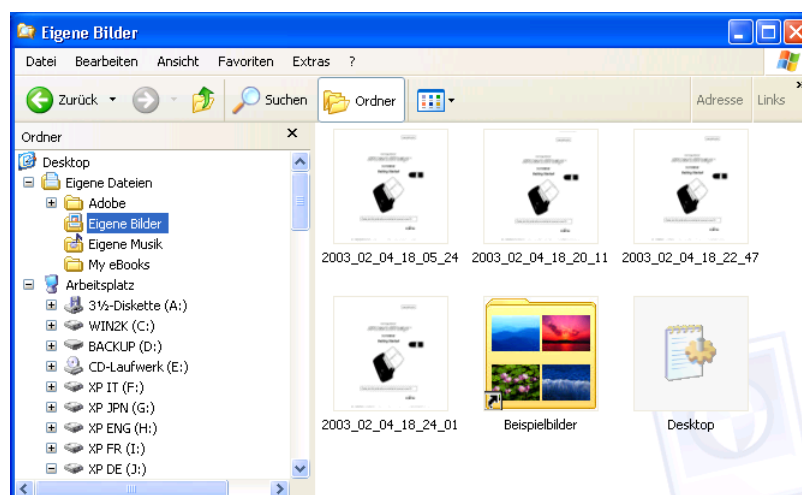 Eigene Bilder
Datei Bearbeiten Ansicht Favoriten Extras ?
Zurück Suchen Ordner Adresse Links »
Ordner x
Desktop
Eigene Dateien
Adobe
Eigene Bilder
Eigene Musik
My eBooks
Arbeitsplatz
3½-Diskette (A:)
WIN2K (C:)
BACKUP (D:)
CD-Laufwerk (E:)
XP IT (F:)
XP JPN (G:)
XP ENG (H:)
XP FR (I:)
XP DE (J:)
2003_02_04_18_05_24 2003_02_04_18_20_11 2003_02_04_18_22_47
2003_02_04_18_24_01 Beispielbilder Desktop